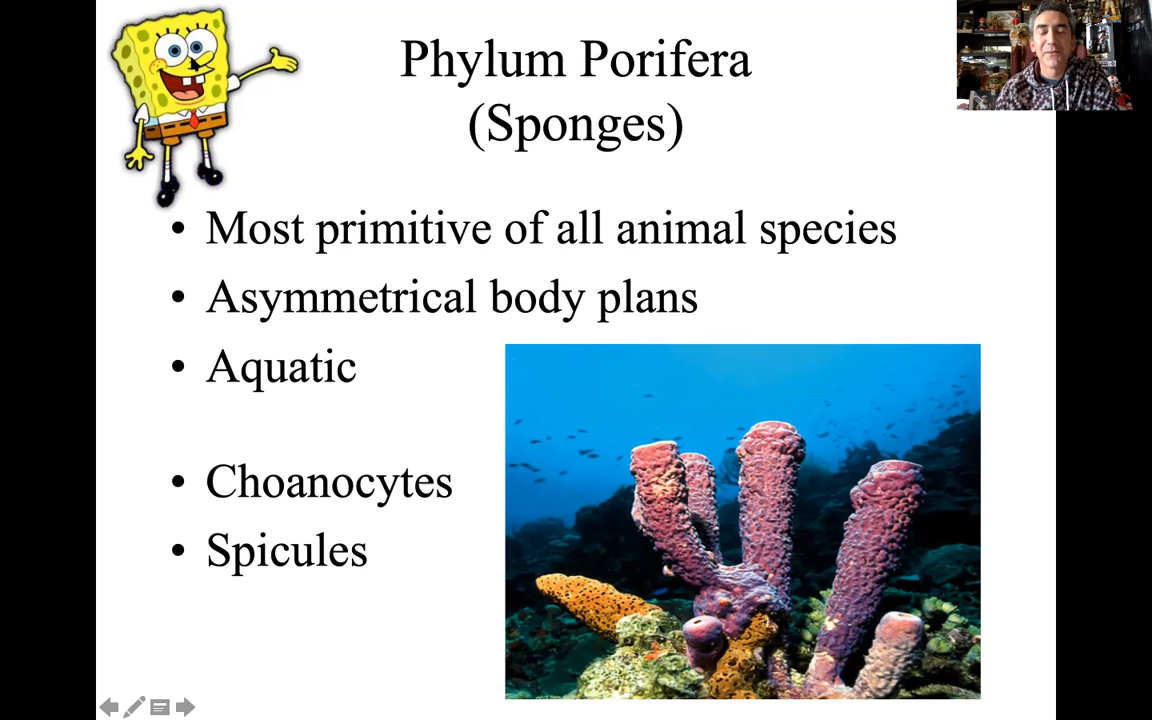 Phylum Porifera
(Sponges)
• Most primitive of all animal species
• Asymmetrical body plans
• Aquatic
• Choanocytes
• Spicules